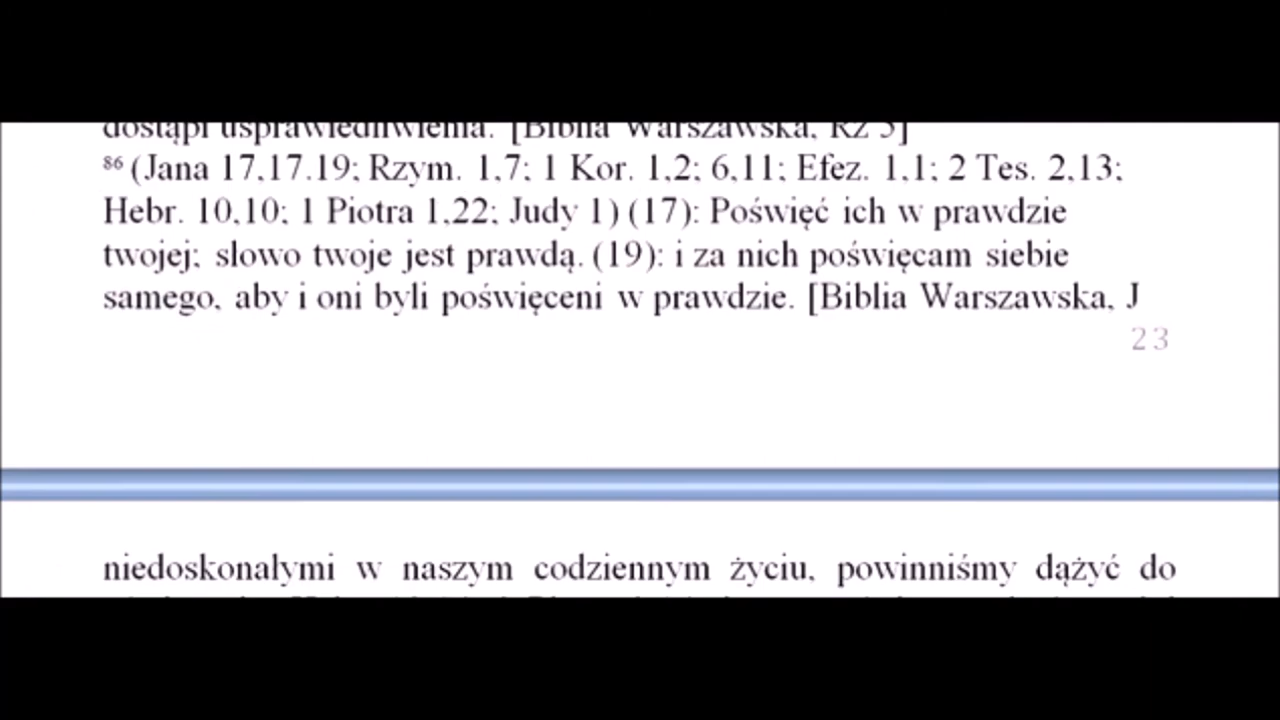 dostąpi usprawiedliwienia. [Biblia Warszawska, Rz 5]
⁸⁶ (Jana 17,17.19; Rzym. 1,7; 1 Kor. 1,2; 6,11; Efez. 1,1; 2 Tes. 2,13;
Hebr. 10,10; 1 Piotra 1,22; Judy 1) (17): Poświęć ich w prawdzie
twojej; słowo twoje jest prawdą. (19): i za nich poświęcam siebie
samego, aby i oni byli poświęceni w prawdzie. [Biblia Warszawska, J
23
niedoskonałymi w naszym codziennym życiu, powinniśmy dążyć do